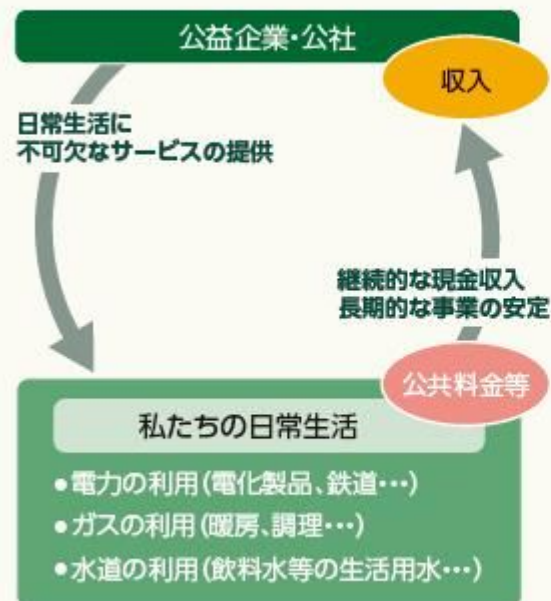 公益企業・公社
収入
日常生活に
不可欠なサービスの提供
継続的な現金収入
長期的な事業の安定
公共料金等
私たちの日常生活
●電力の利用(電化製品、鉄道･･･)
●ガスの利用(暖房、調理･･･)
●水道の利用(飲料水等の生活用水･･･)